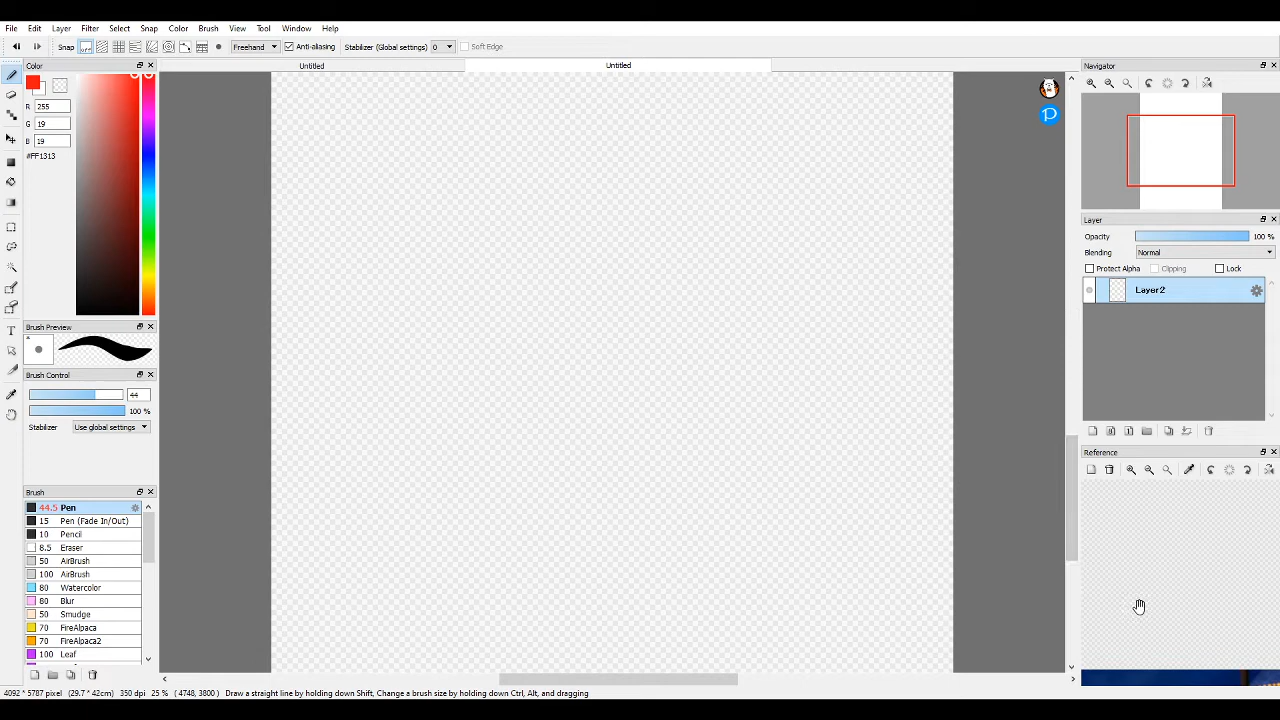 File Edit Layer Filter Select Snap Color Brush View Tool Window Help
Snap Freehand Anti-aliasing Stabilizer (Global settings) 0 Soft Edge
Color
Untitled
Untitled
Navigator
R 255
G 19
B 19
#FF1313
Layer
Opacity 100 %
Blending Normal
Protect Alpha Clipping Lock
Layer2
Brush Preview
Brush Control
44
100 %
Stabilizer Use global settings
Reference
Brush
44.5 Pen
15 Pen (Fade In/Out)
10 Pencil
8.5 Eraser
50 AirBrush
100 AirBrush
80 Watercolor
80 Blur
50 Smudge
70 FireAlpaca
70 FireAlpaca2
100 Leaf
4092 * 5787 pixel (29.7 * 42cm) 350 dpi 25 % (4748, 3800) Draw a straight line by holding down Shift, Change a brush size by holding down Ctrl, Alt, and dragging